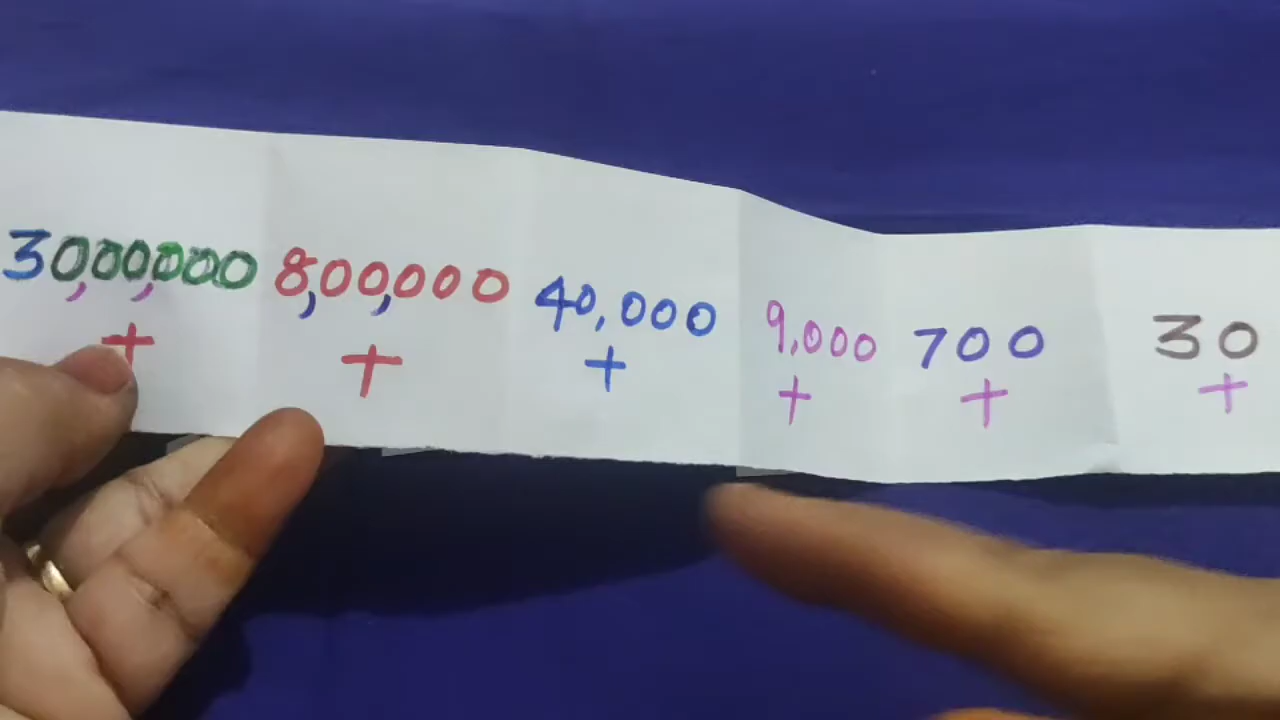 30,00,000 8,00,000 40,000 9,000 700 30
+ + + + + +